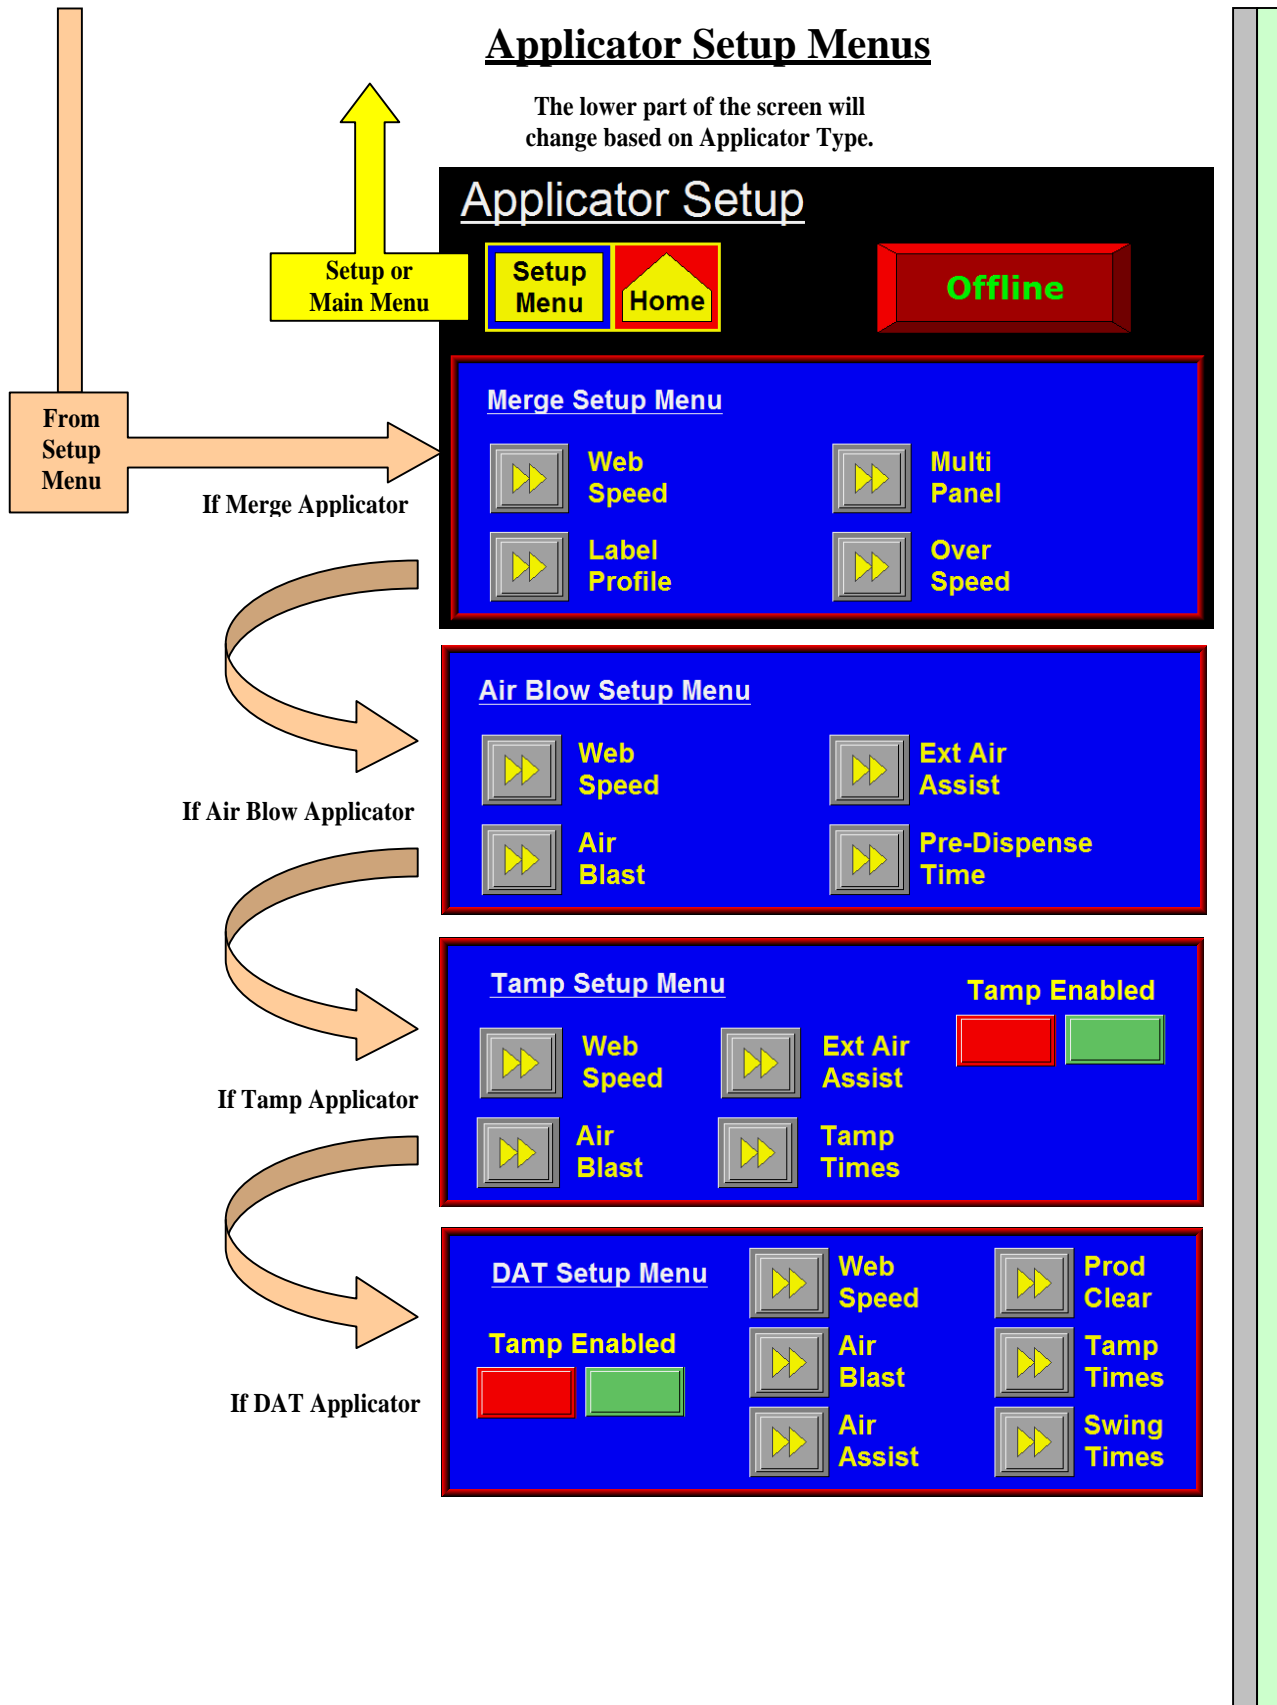 Applicator Setup Menus
The lower part of the screen will
change based on Applicator Type.
Applicator Setup
Setup or
Main Menu
Setup
Menu
Home
Offline
From
Setup
Menu
If Merge Applicator
Merge Setup Menu
Web
Speed
Multi
Panel
Label
Profile
Over
Speed
Air Blow Setup Menu
Web
Speed
Ext Air
Assist
If Air Blow Applicator
Air
Blast
Pre-Dispense
Time
Tamp Setup Menu
Tamp Enabled
Web
Speed
Ext Air
Assist
If Tamp Applicator
Air
Blast
Tamp
Times
DAT Setup Menu
Tamp Enabled
Web
Speed
Prod
Clear
Air
Blast
Tamp
Times
If DAT Applicator
Air
Assist
Swing
Times